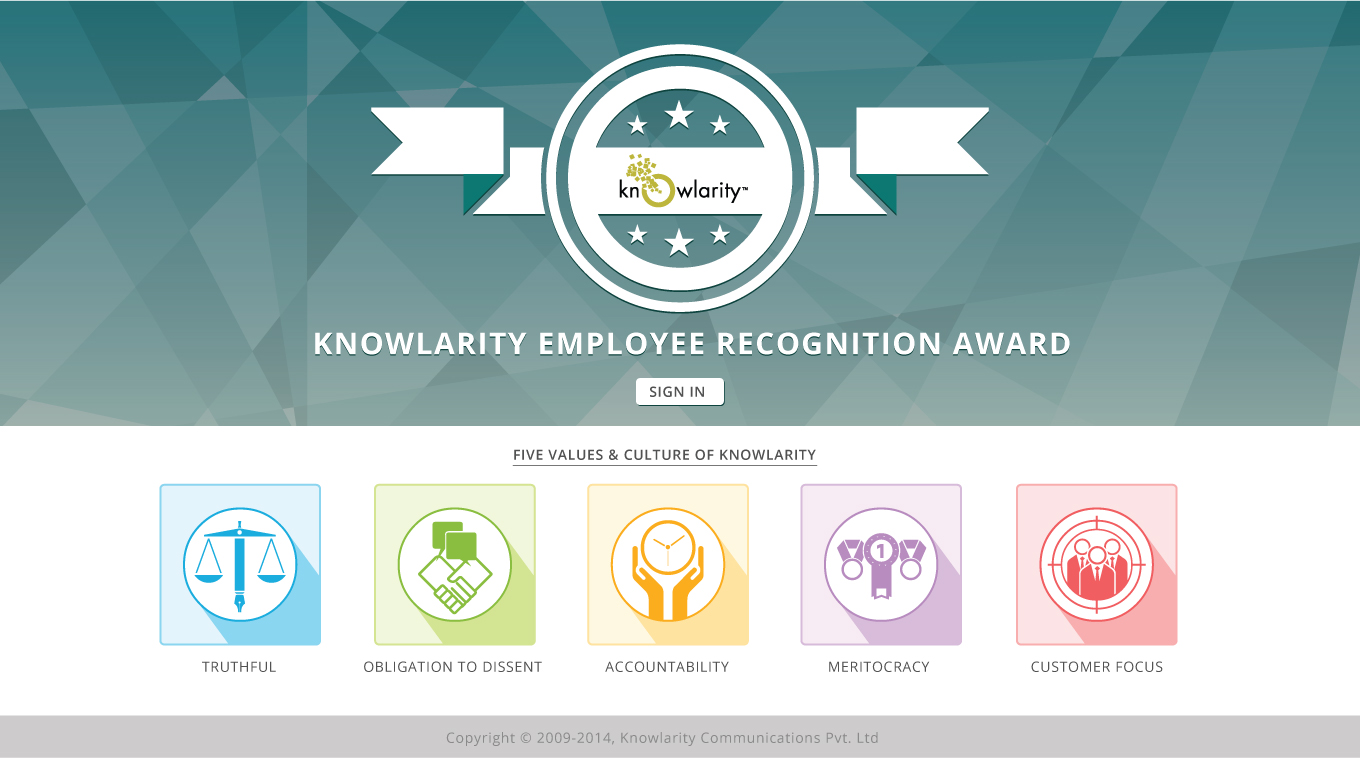 knOwlarity™
KNOWLARITY EMPLOYEE RECOGNITION AWARD
SIGN IN
FIVE VALUES & CULTURE OF KNOWLARITY
1
TRUTHFUL
OBLIGATION TO DISSENT
ACCOUNTABILITY
MERITOCRACY
CUSTOMER FOCUS
Copyright © 2009-2014, Knowlarity Communications Pvt. Ltd